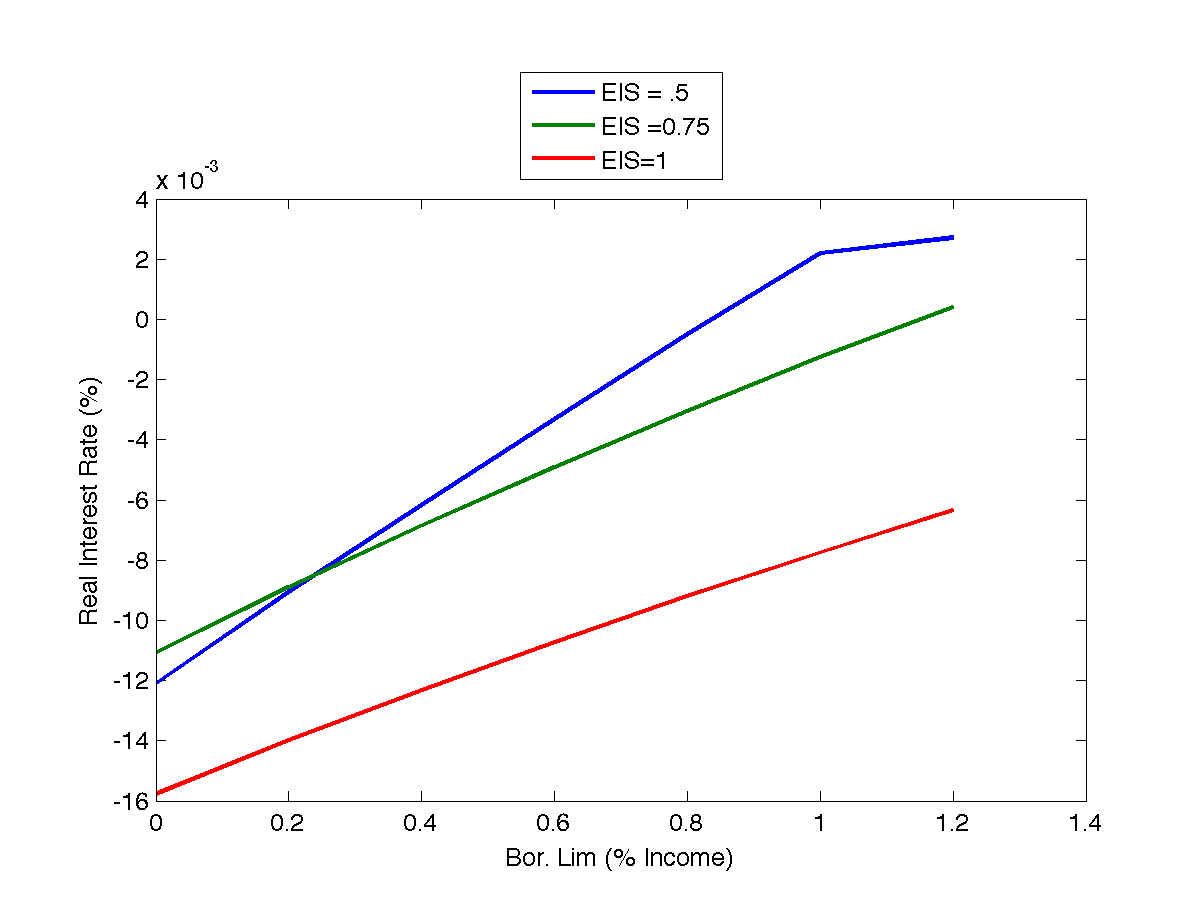 EIS = .5
EIS =0.75
EIS=1
x 10^-3
4
2
0
-2
-4
-6
-8
-10
-12
-14
-16
Real Interest Rate (%)
0 0.2 0.4 0.6 0.8 1 1.2 1.4
Bor. Lim (% Income)